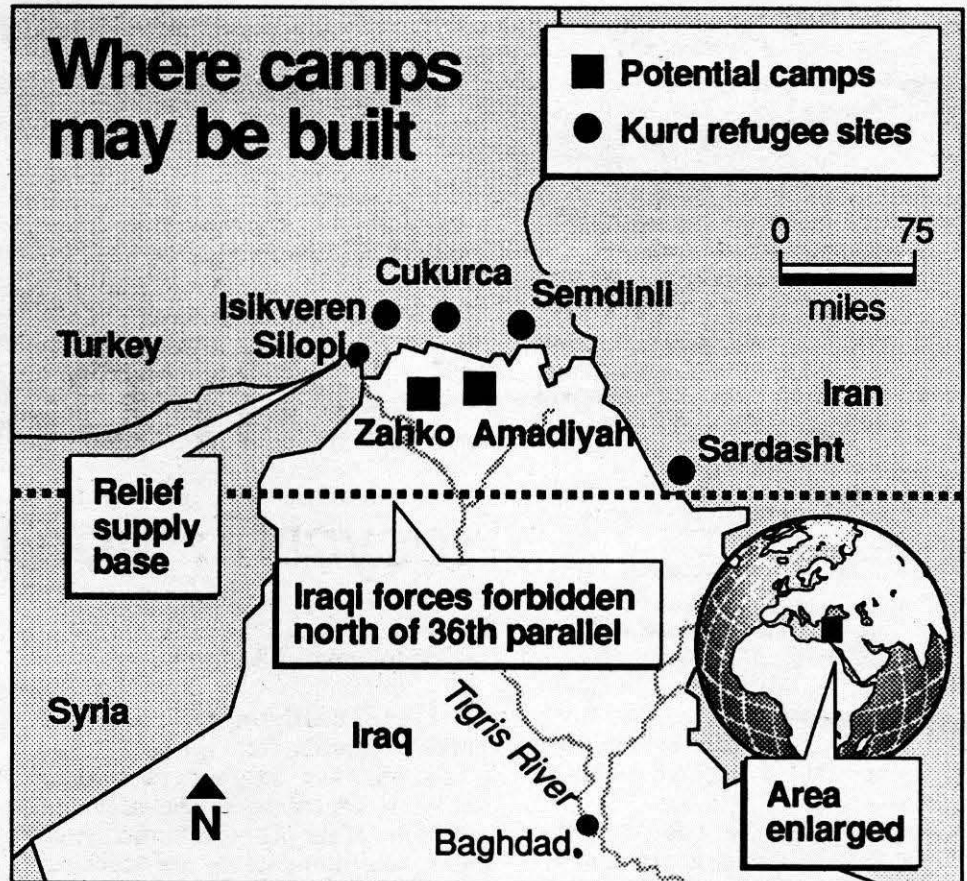 Where camps
may be built
Potential camps
Kurd refugee sites
0 75
miles
Cukurca
Semdinli
Isikveren
Silopi
Turkey
Iran
Zahko Amadiyah
Sardasht
Relief
supply
base
Iraqi forces forbidden
north of 36th parallel
Syria
Iraq
Tigris River
N
Baghdad
Area
enlarged